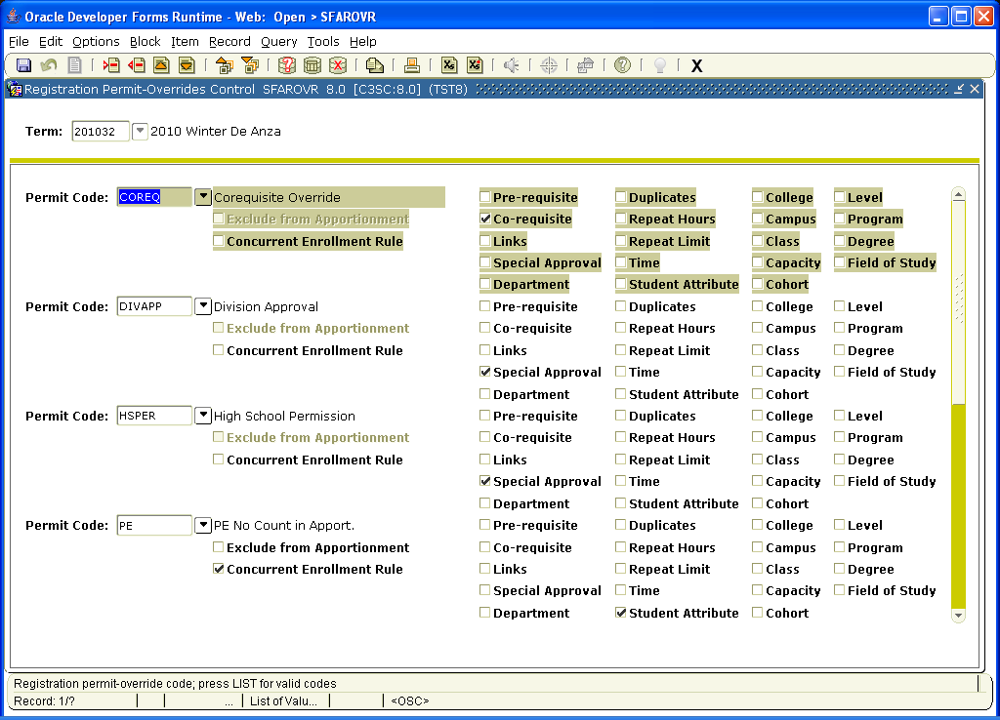 Oracle Developer Forms Runtime - Web: Open > SFAROVR
File Edit Options Block Item Record Query Tools Help
Registration Permit-Overrides Control SFAROVR 8.0 [C3SC:8.0] (TST8)
Term: 201032 2010 Winter De Anza
Permit Code: COREQ Corequisite Override Pre-requisite Duplicates College Level
Exclude from Apportionment Co-requisite Repeat Hours Campus Program
Concurrent Enrollment Rule Links Repeat Limit Class Degree
Special Approval Time Capacity Field of Study
Department Student Attribute Cohort
Permit Code: DIVAPP Division Approval Pre-requisite Duplicates College Level
Exclude from Apportionment Co-requisite Repeat Hours Campus Program
Concurrent Enrollment Rule Links Repeat Limit Class Degree
Special Approval Time Capacity Field of Study
Department Student Attribute Cohort
Permit Code: HSPER High School Permission Pre-requisite Duplicates College Level
Exclude from Apportionment Co-requisite Repeat Hours Campus Program
Concurrent Enrollment Rule Links Repeat Limit Class Degree
Special Approval Time Capacity Field of Study
Department Student Attribute Cohort
Permit Code: PE PE No Count in Apport. Pre-requisite Duplicates College Level
Exclude from Apportionment Co-requisite Repeat Hours Campus Program
Concurrent Enrollment Rule Links Repeat Limit Class Degree
Special Approval Time Capacity Field of Study
Department Student Attribute Cohort
Registration permit-override code; press LIST for valid codes
Record: 1/? ... List of Valu... <OSC>